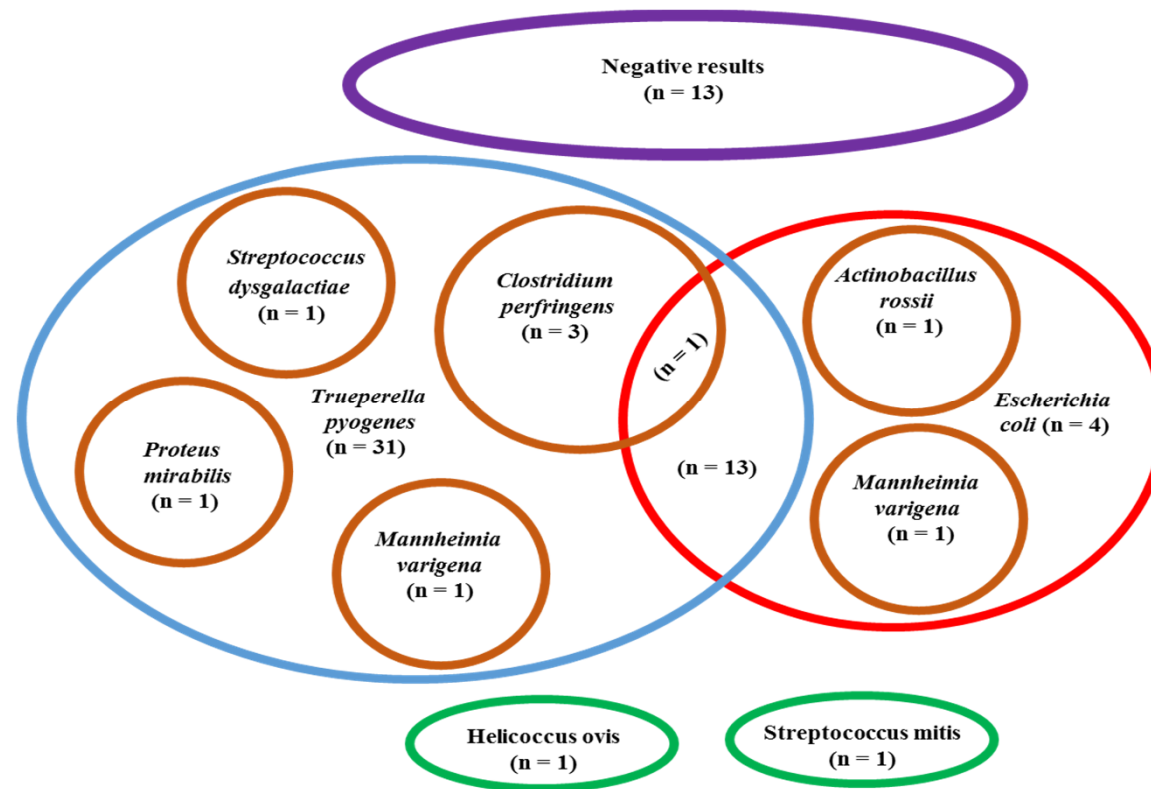 Negative results
(n = 13)
Streptococcus
dysgalactiae
(n = 1)
Clostridium
perfringens
(n = 3)
(n = 1)
Actinobacillus
rossii
(n = 1)
Trueperella
pyogenes
(n = 31)
Escherichia
coli (n = 4)
Proteus
mirabilis
(n = 1)
(n = 13)
Mannheimia
varigena
(n = 1)
Mannheimia
varigena
(n = 1)
Helicoccus ovis
(n = 1)
Streptococcus mitis
(n = 1)